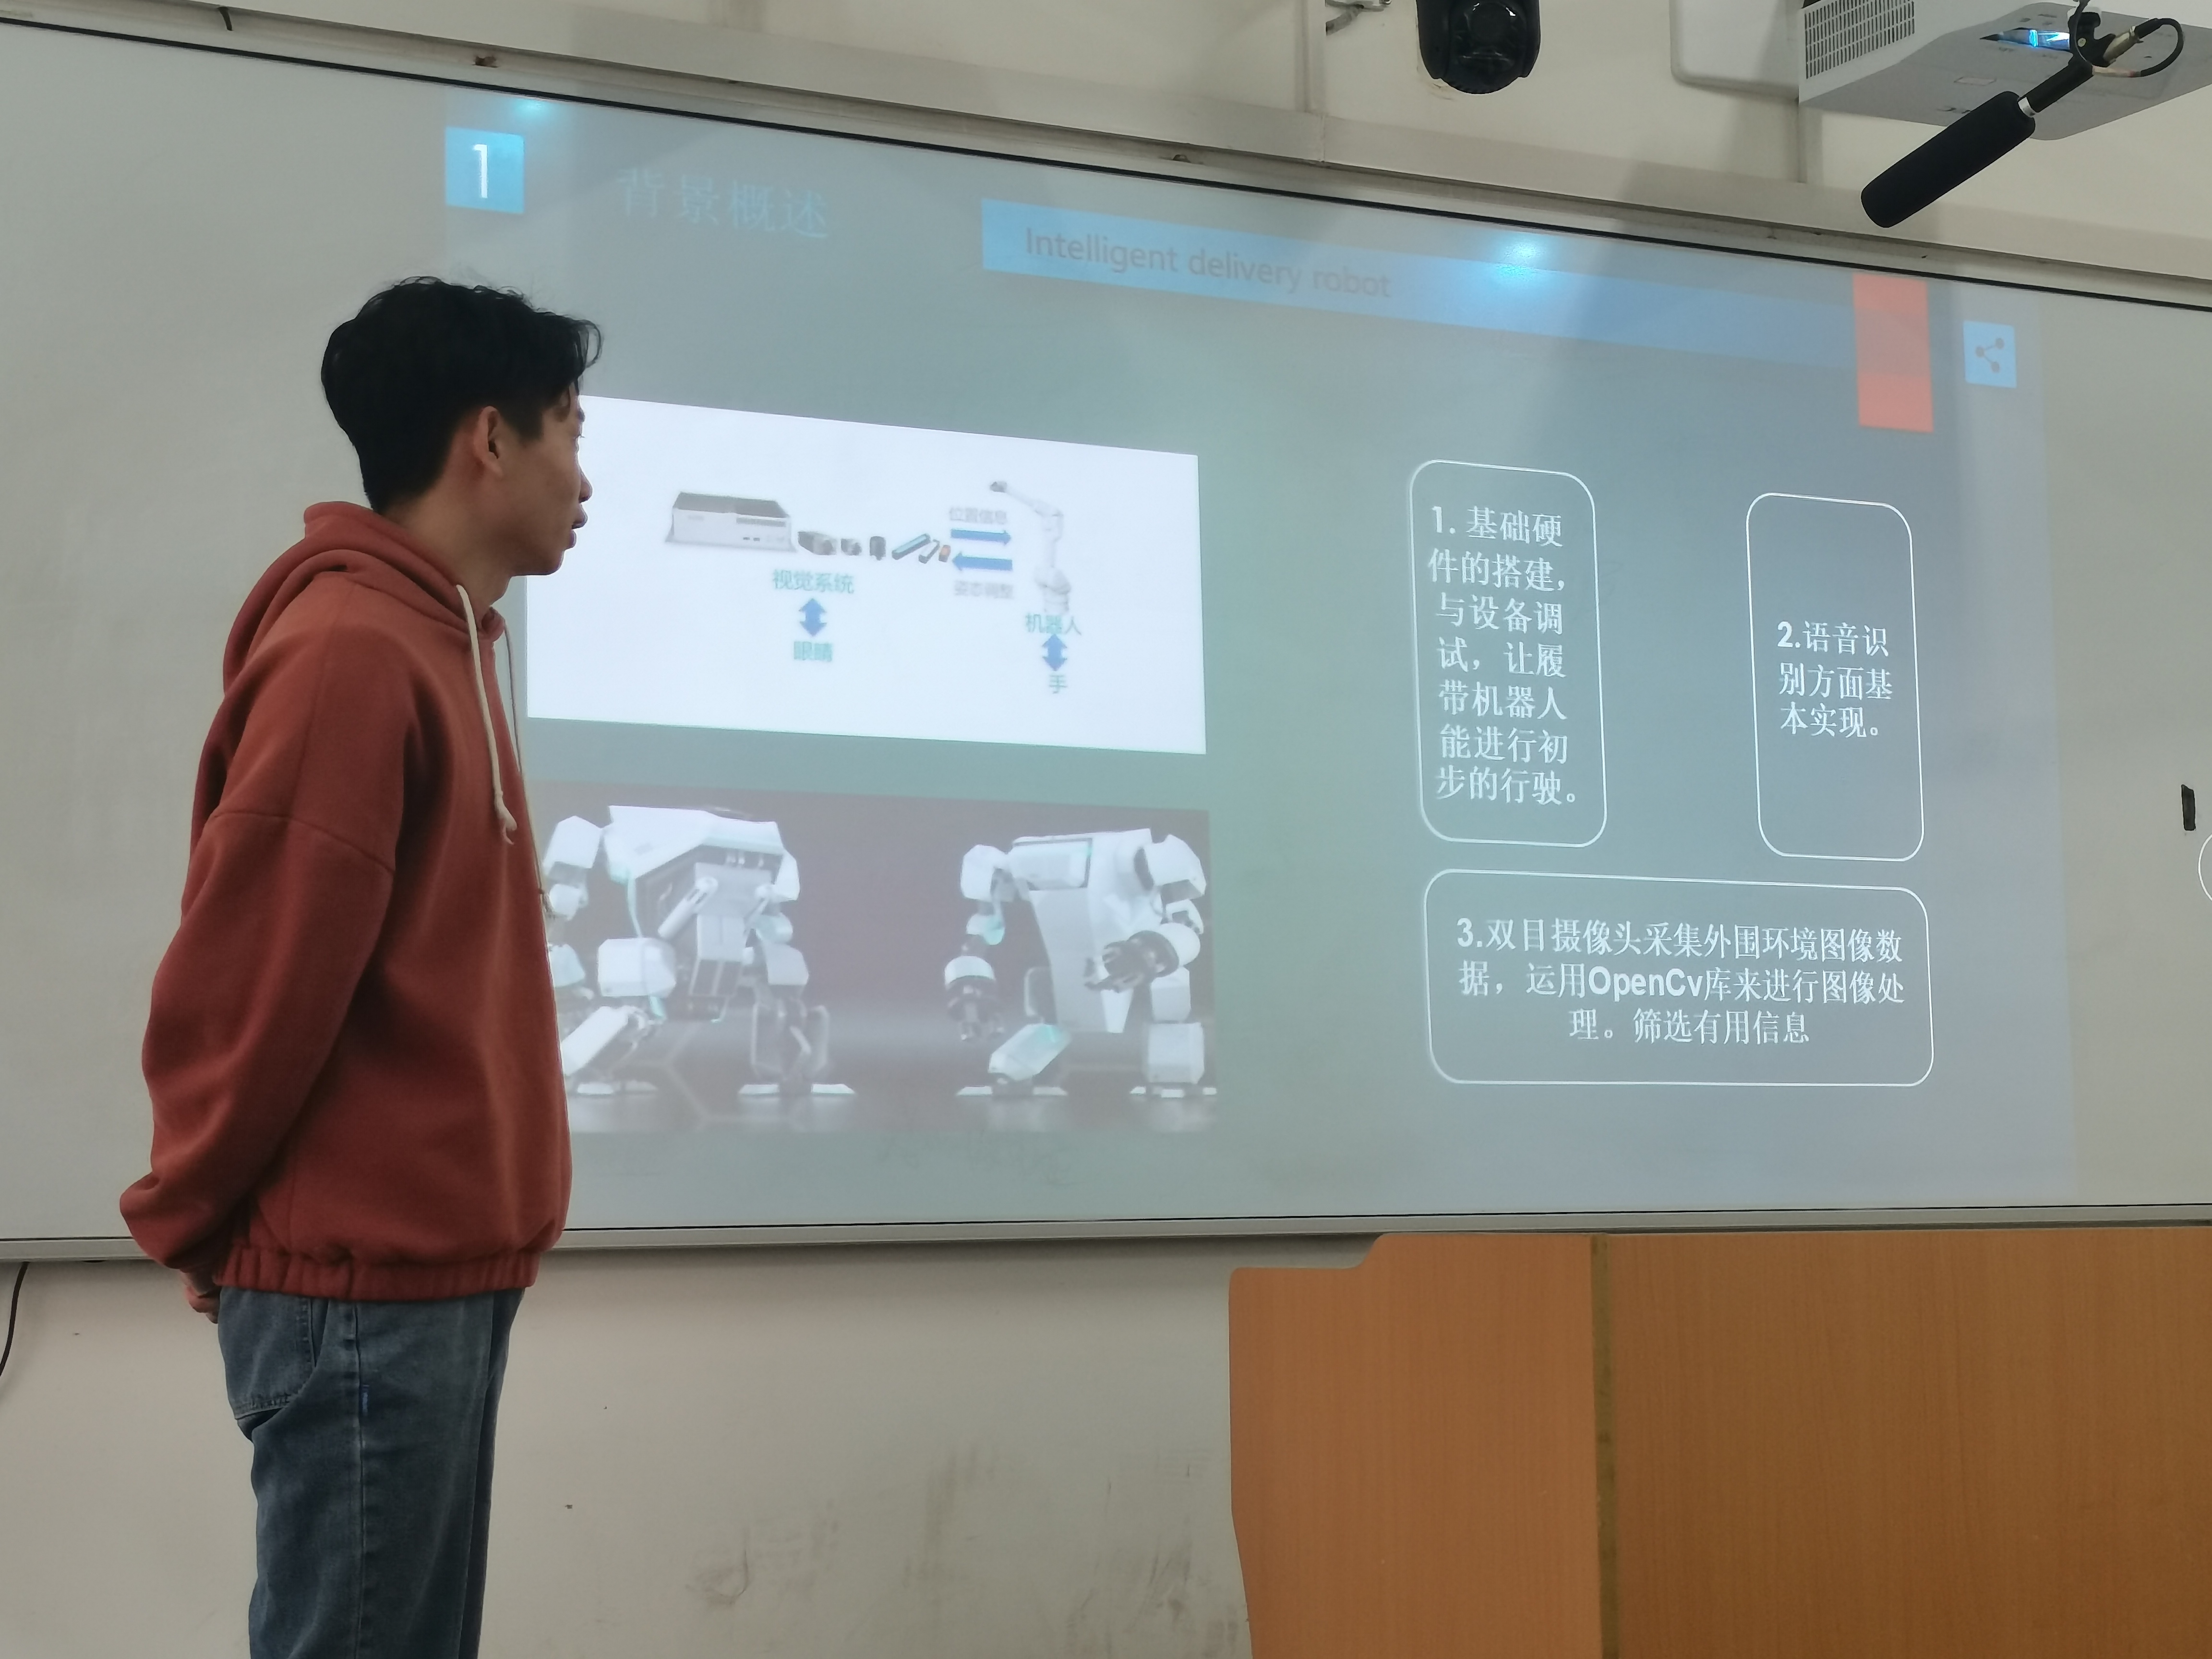 1
背景概述
Intelligent delivery robot
位置信息
姿态调整
视觉系统
眼睛
机器人
手
1. 基础硬
件的搭建，
与设备调
试，让履
带机器人
能进行初
步的行驶。
2.语音识
别方面基
本实现。
3.双目摄像头采集外围环境图像数
据，运用OpenCv库来进行图像处
理。筛选有用信息